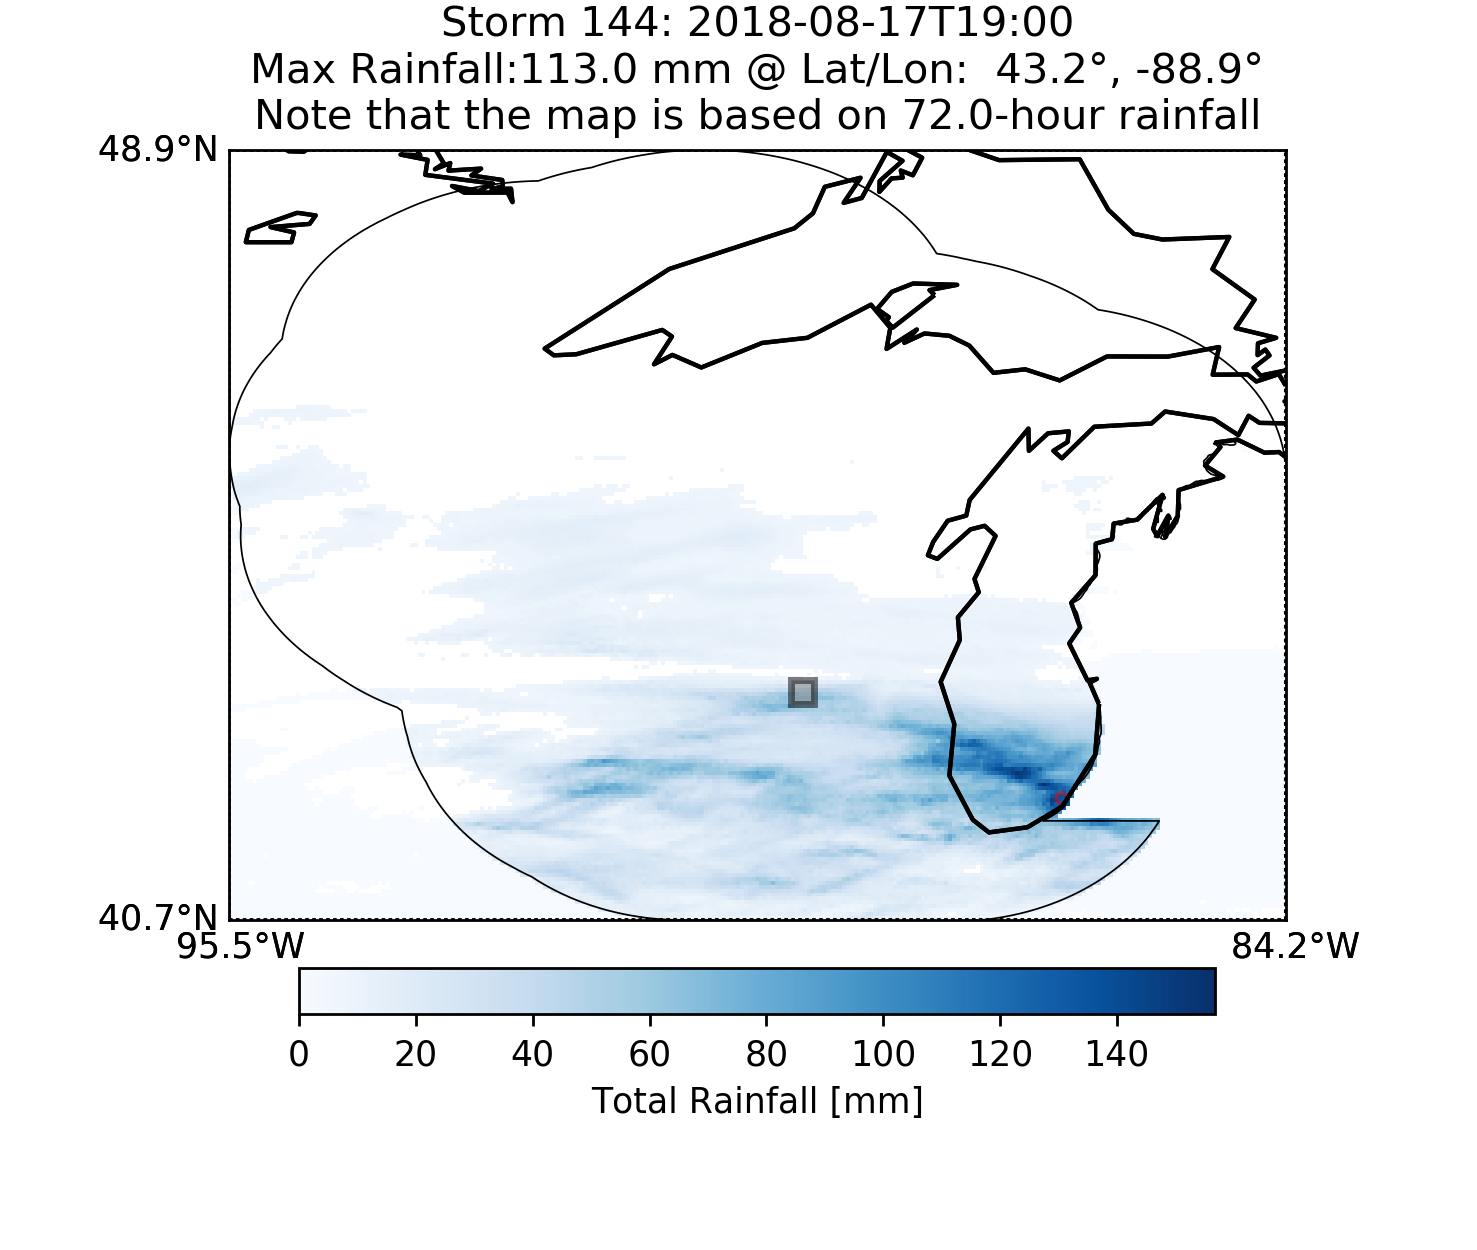 Storm 144: 2018-08-17T19:00
Max Rainfall:113.0 mm @ Lat/Lon:  43.2°, -88.9°
Note that the map is based on 72.0-hour rainfall
48.9°N
40.7°N
95.5°W 84.2°W
0 20 40 60 80 100 120 140
Total Rainfall [mm]